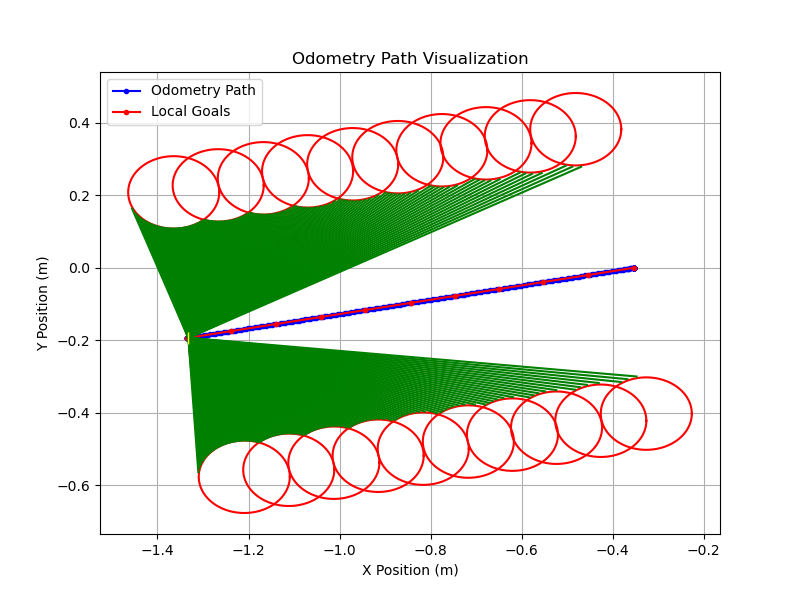 Odometry Path Visualization
Odometry Path
Local Goals
Y Position (m)
0.4
0.2
0.0
−0.2
−0.4
−0.6
−1.4
−1.2
−1.0
−0.8
−0.6
−0.4
−0.2
X Position (m)